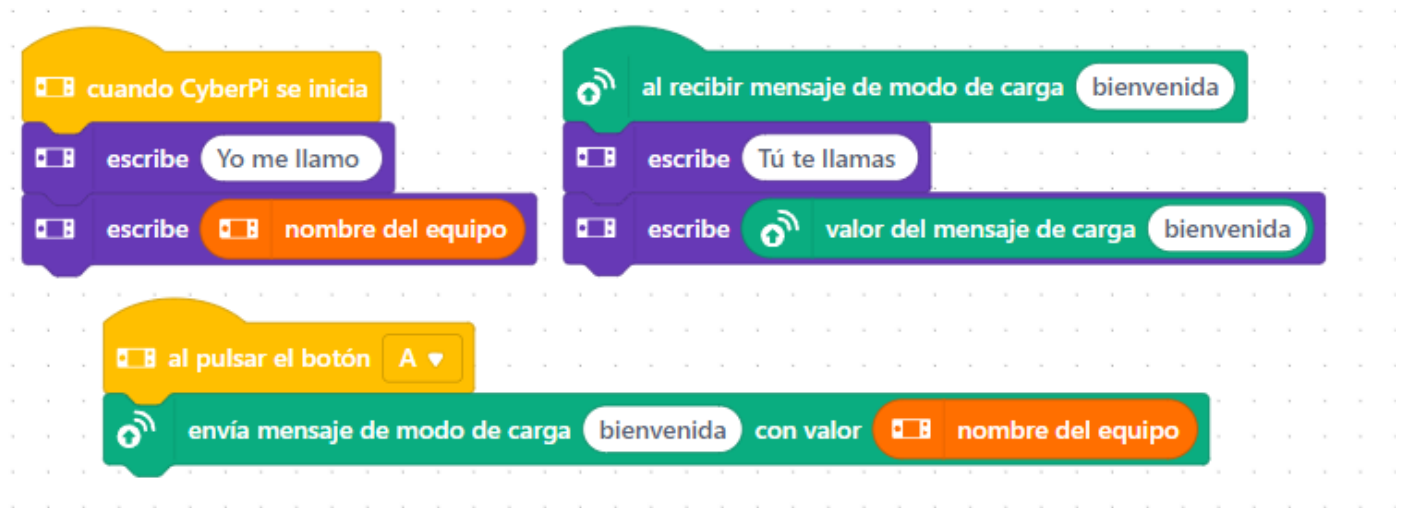 cuando CyberPi se inicia
escribe Yo me llamo
escribe nombre del equipo
al recibir mensaje de modo de carga bienvenida
escribe Tú te llamas
escribe valor del mensaje de carga bienvenida
al pulsar el botón A
envía mensaje de modo de carga bienvenida con valor nombre del equipo